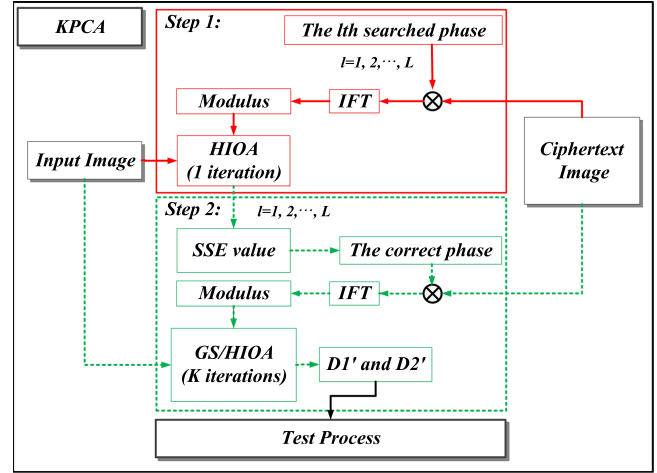 KPCA
Step 1:
The lth searched phase
l=1, 2,···, L
Modulus
IFT
Input Image
HIOA
(1 iteration)
Ciphertext
Image
Step 2:
l=1, 2,···, L
SSE value
The correct phase
Modulus
IFT
GS/HIOA
(K iterations)
D1' and D2'
Test Process